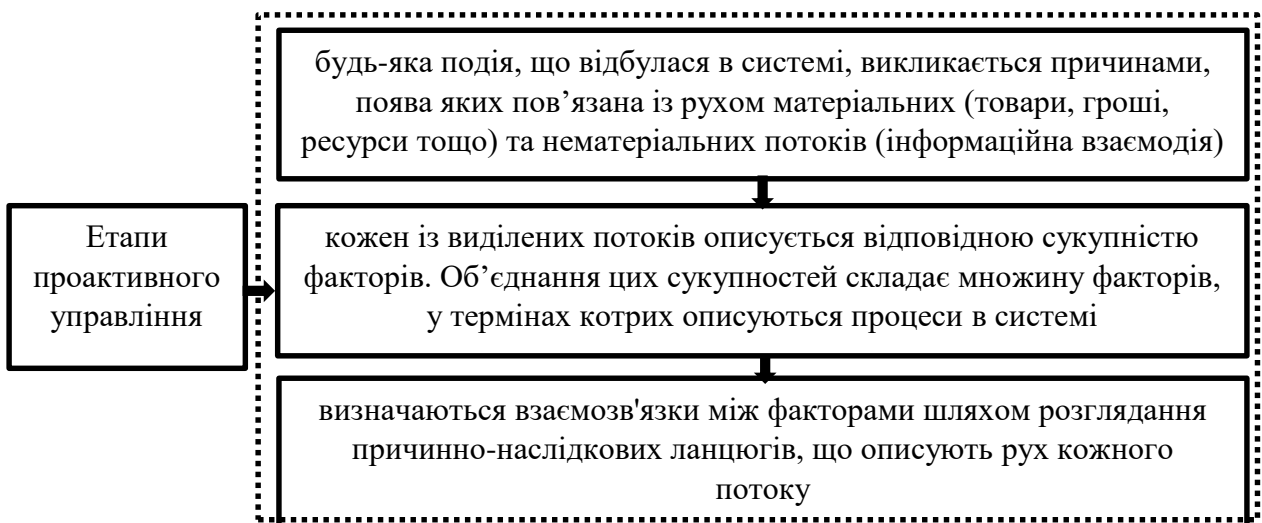 будь-яка подія, що відбулася в системі, викликається причинами,
поява яких пов’язана із рухом матеріальних (товари, гроші,
ресурси тощо) та нематеріальних потоків (інформаційна взаємодія)
Етапи
проактивного
управління
кожен із виділених потоків описується відповідною сукупністю
факторів. Об’єднання цих сукупностей складає множину факторів,
у термінах котрих описуються процеси в системі
визначаються взаємозв'язки між факторами шляхом розглядання
причинно-наслідкових ланцюгів, що описують рух кожного
потоку